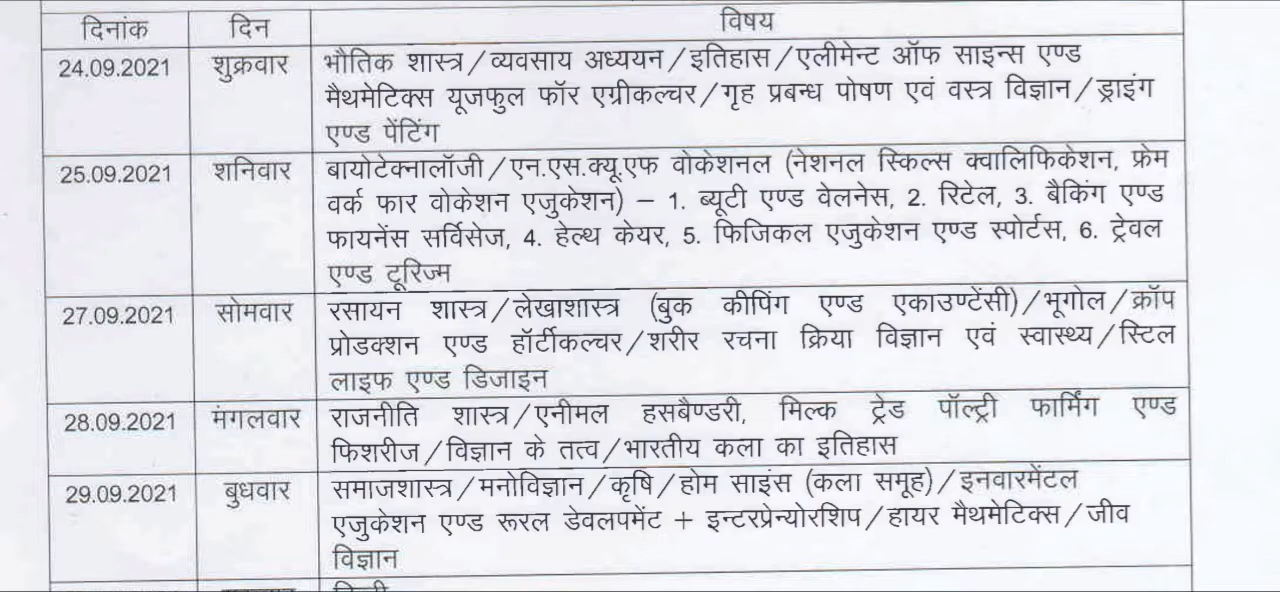 दिनांक दिन विषय
24.09.2021 शुक्रवार भौतिक शास्त्र/व्यवसाय अध्ययन/इतिहास/एलीमेन्ट ऑफ साइन्स एण्ड
मैथमेटिक्स यूजफुल फॉर एग्रीकल्चर/गृह प्रबन्ध पोषण एवं वस्त्र विज्ञान/ड्राइंग
एण्ड पेंटिंग
25.09.2021 शनिवार बायोटेक्नालॉजी/एन.एस.क्यू.एफ वोकेशनल (नेशनल स्किल्स क्वालिफिकेशन, फ्रेम
वर्क फार वोकेशन एजुकेशन) – 1. ब्यूटी एण्ड वेलनेस, 2. रिटेल, 3. बैकिंग एण्ड
फायनेंस सर्विसेज, 4. हेल्थ केयर, 5. फिजिकल एजुकेशन एण्ड स्पोर्टस, 6. ट्रेवल
एण्ड टूरिज्म
27.09.2021 सोमवार रसायन शास्त्र/लेखाशास्त्र (बुक कीपिंग एण्ड एकाउण्टेंसी)/भूगोल/क्रॉप
प्रोडक्शन एण्ड हॉर्टीकल्चर/शरीर रचना क्रिया विज्ञान एवं स्वास्थ्य/स्टिल
लाइफ एण्ड डिजाइन
28.09.2021 मंगलवार राजनीति शास्त्र/एनीमल हसबैण्डरी, मिल्क ट्रेड पॉल्ट्री फार्मिंग एण्ड
फिशरीज/विज्ञान के तत्व/भारतीय कला का इतिहास
29.09.2021 बुधवार समाजशास्त्र/मनोविज्ञान/कृषि/होम साइंस (कला समूह)/इनवारमेंटल
एजुकेशन एण्ड रूरल डेवलपमेंट + इन्टरप्रेन्योरशिप/हायर मैथमेटिक्स/जीव
विज्ञान